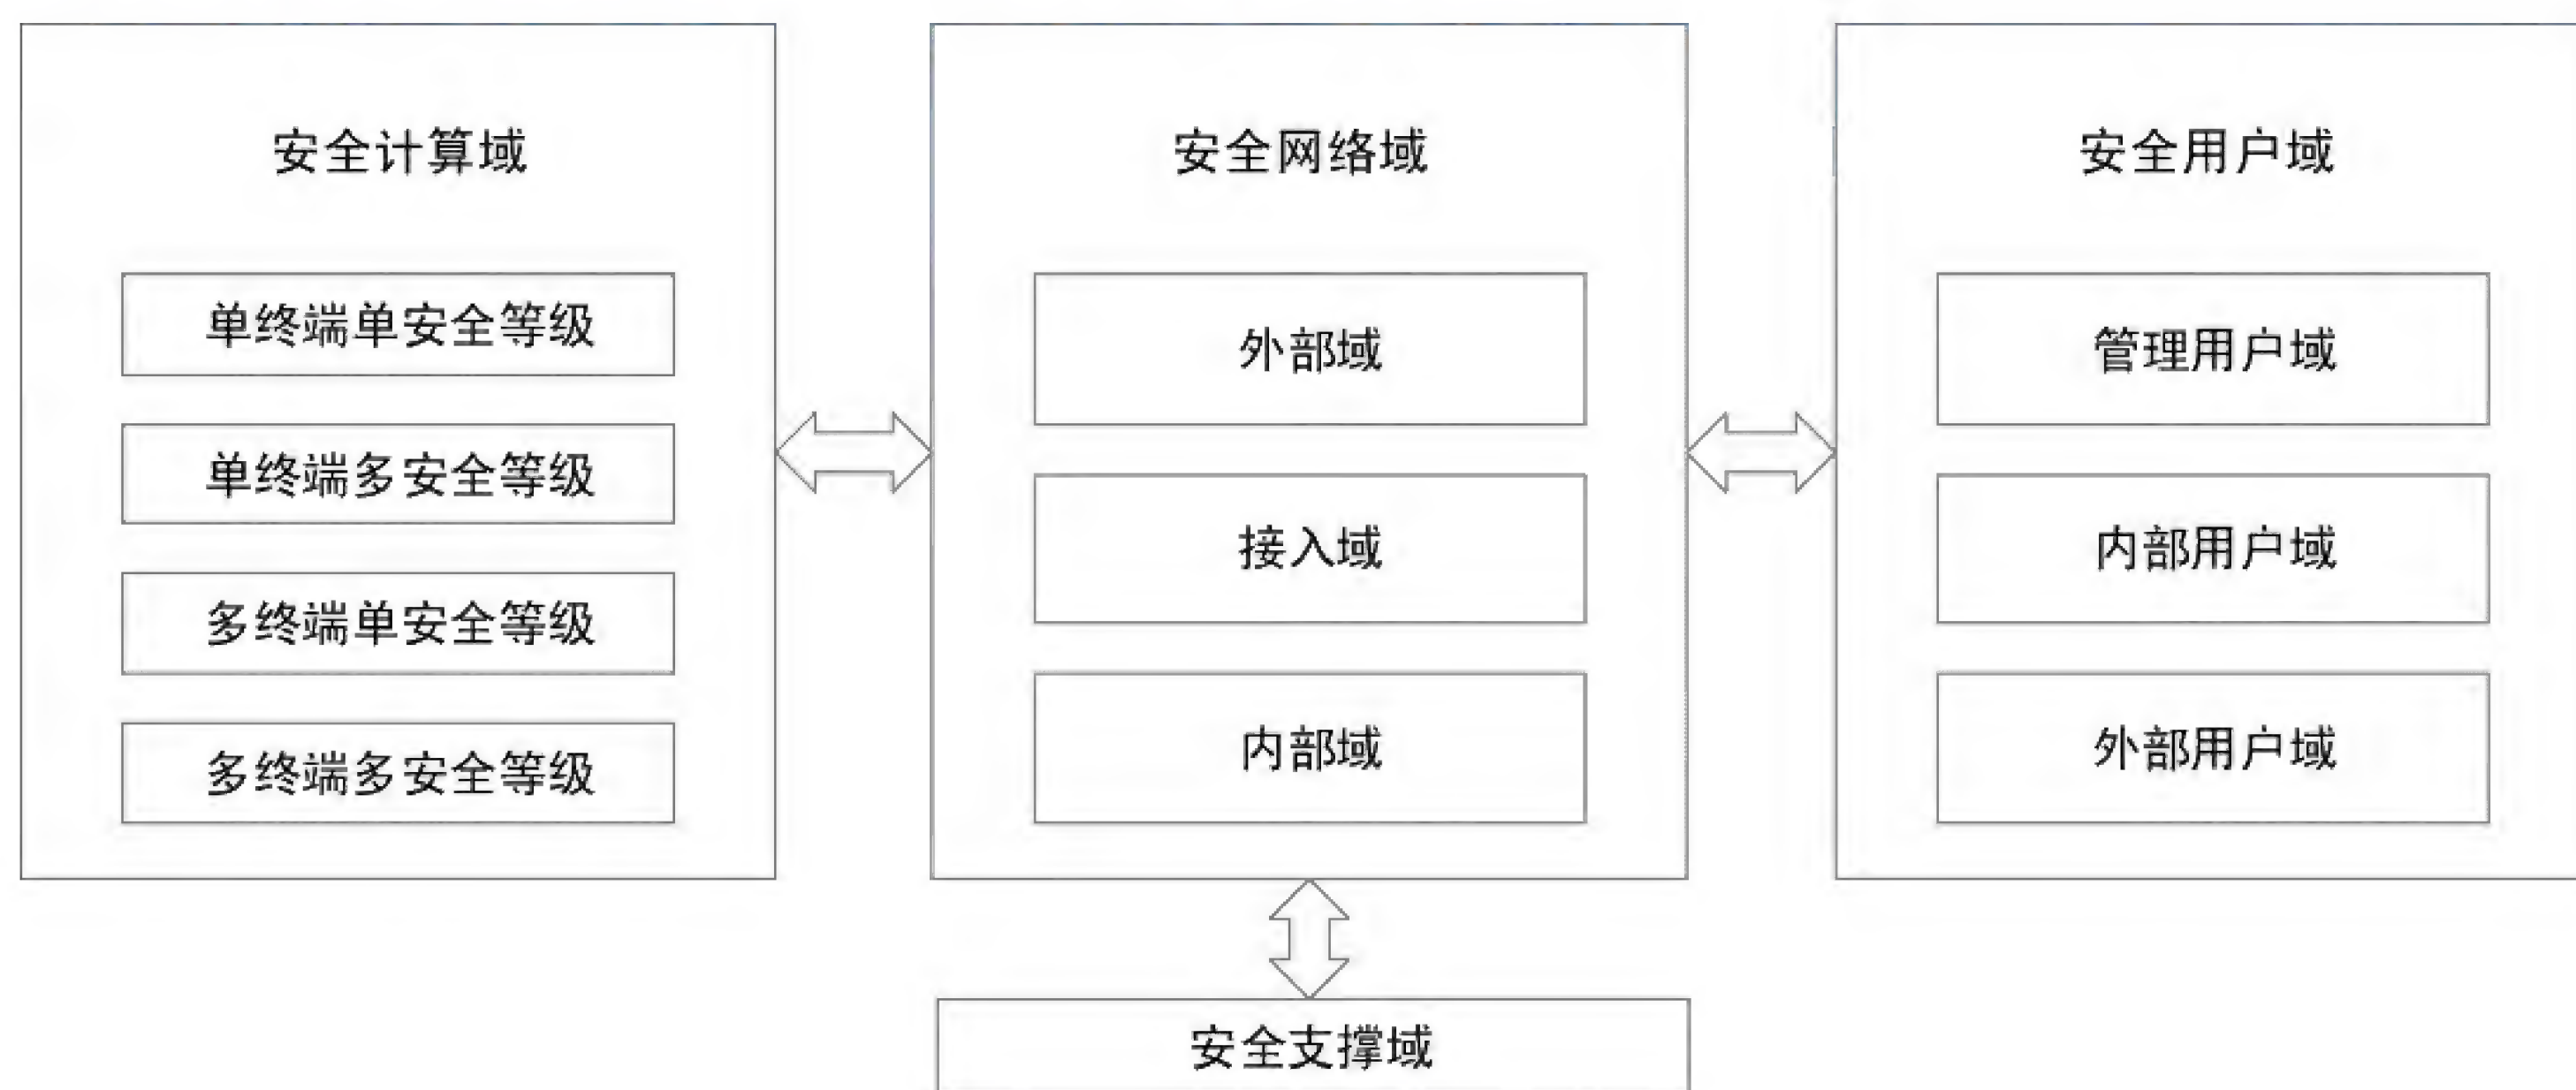 安全计算域
单终端单安全等级
单终端多安全等级
多终端单安全等级
多终端多安全等级
安全网络域
外部域
接入域
内部域
安全用户域
管理用户域
内部用户域
外部用户域
安全支撑域